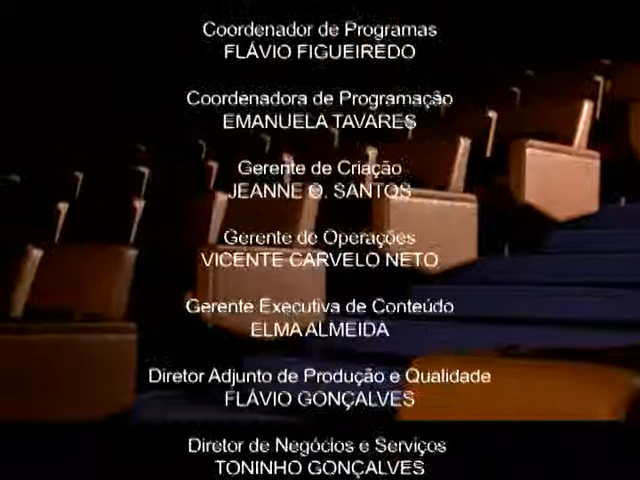 Coordenador de Programas
FLÁVIO FIGUEIREDO
Coordenadora de Programação
EMANUELA TAVARES
Gerente de Criação
JEANNE O. SANTOS
Gerente de Operações
VICENTE CARVELO NETO
Gerente Executiva de Conteúdo
ELMA ALMEIDA
Diretor Adjunto de Produção e Qualidade
FLÁVIO GONÇALVES
Diretor de Negócios e Serviços
TONINHO GONÇALVES